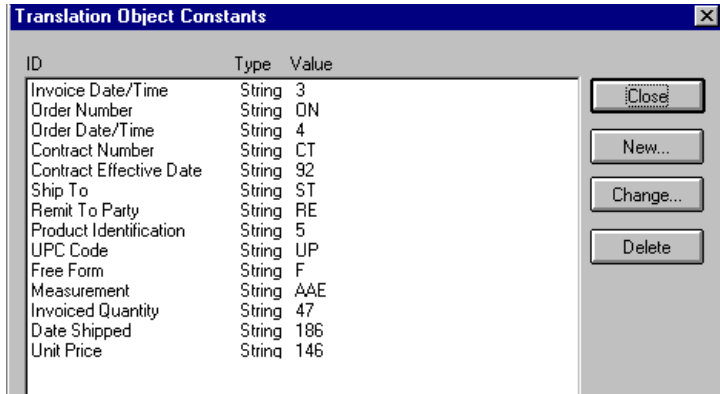 Translation Object Constants
ID Type Value
Invoice Date/Time String 3
Order Number String ON
Order Date/Time String 4
Contract Number String CT
Contract Effective Date String 92
Ship To String ST
Remit To Party String RE
Product Identification String 5
UPC Code String UP
Free Form String F
Measurement String AAE
Invoiced Quantity String 47
Date Shipped String 186
Unit Price String 146
Close
New...
Change...
Delete